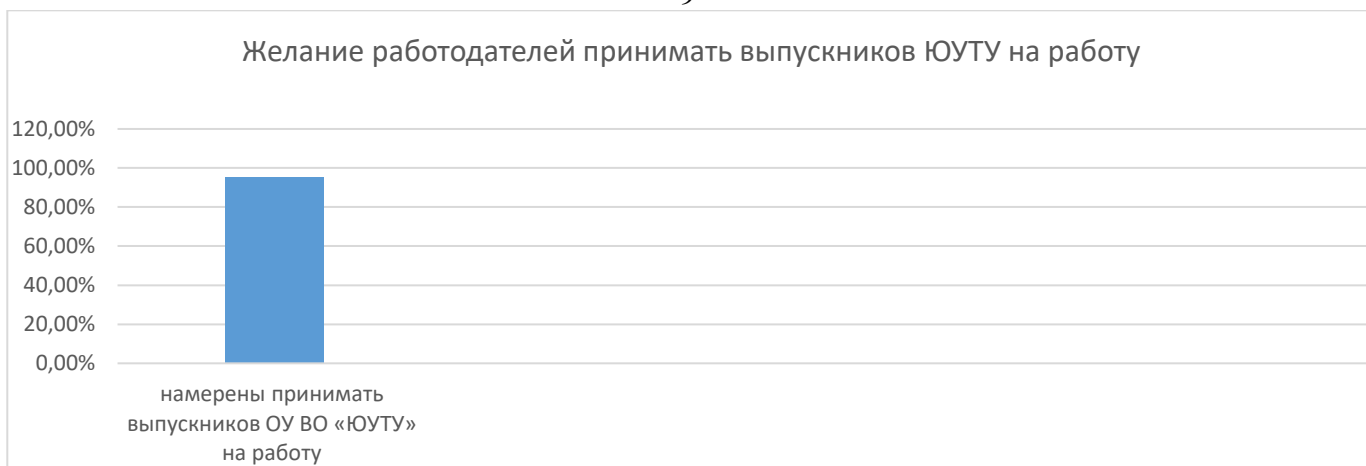 Желание работодателей принимать выпускников ЮУТУ на работу
120,00%
100,00%
80,00%
60,00%
40,00%
20,00%
0,00%
намерены принимать
выпускников ОУ ВО «ЮУТУ»
на работу